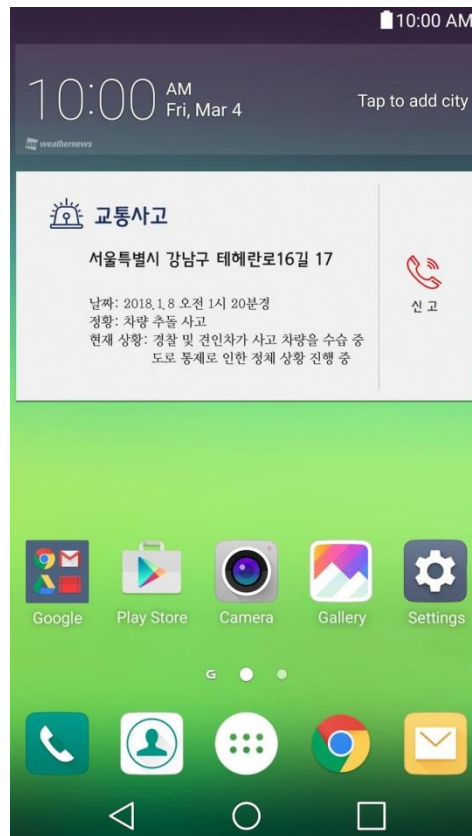 10:00 AM
10:00 AM
Fri, Mar 4
Tap to add city
weathernews
교통사고
서울특별시 강남구 테헤란로16길 17
날짜: 2018.1.8 오전 1시 20분경
정황: 차량 추돌 사고
현재 상황: 경찰 및 견인차가 사고 차량을 수습 중
도로 통제로 인한 정체 상황 진행 중
신고
Google
Play Store
Camera
Gallery
Settings
G